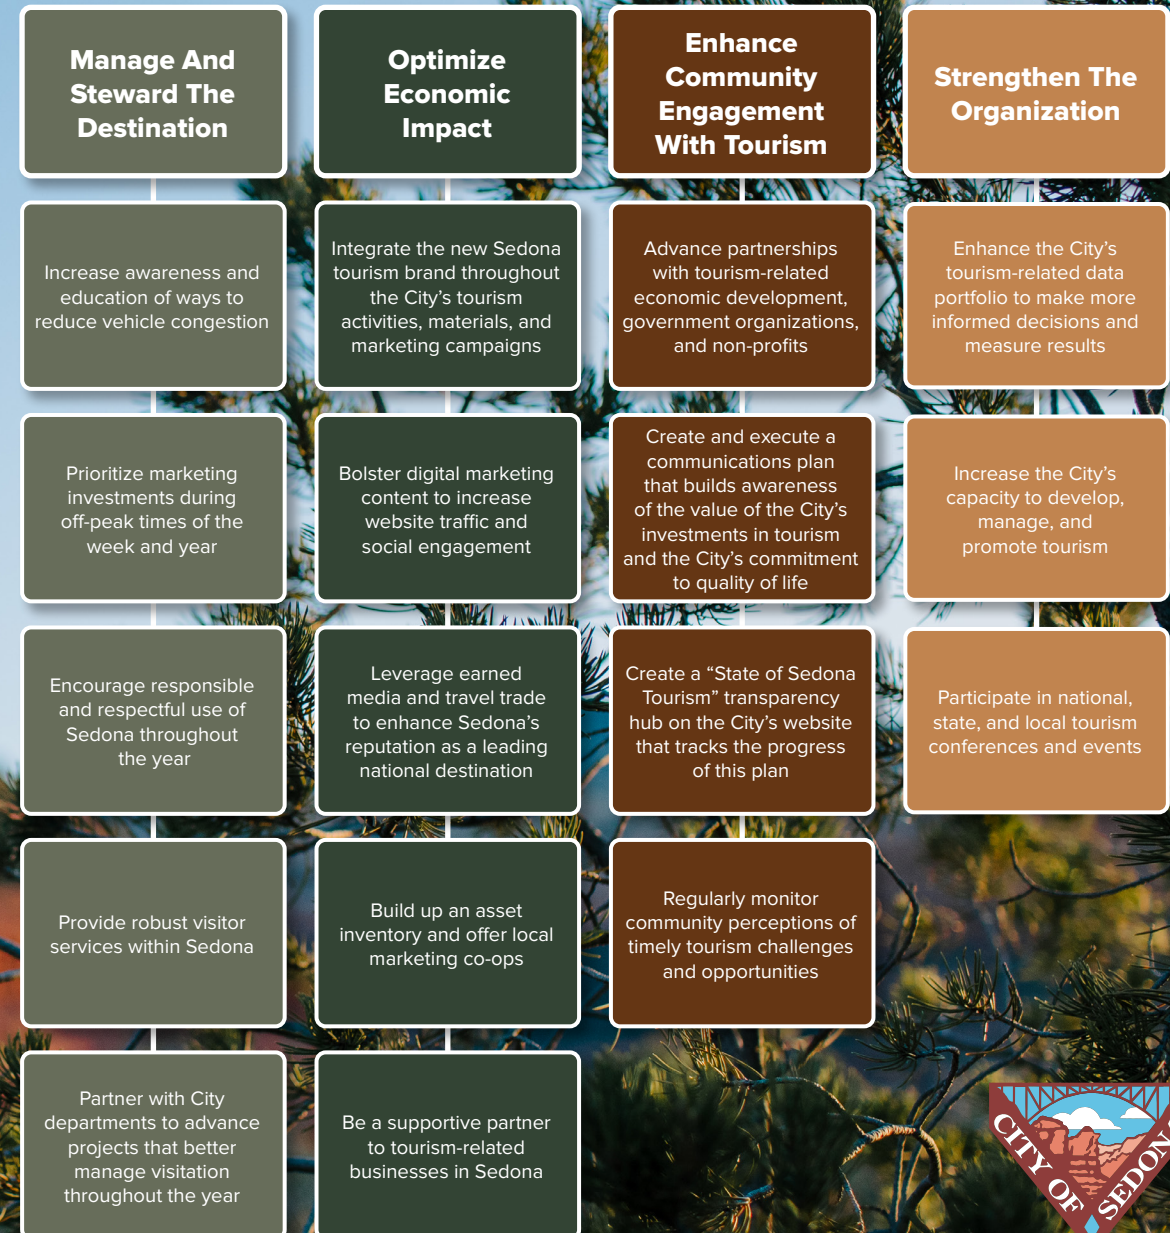 Manage And
Steward The
Destination
Increase awareness and
education of ways to
reduce vehicle congestion
Prioritize marketing
investments during
off-peak times of the
week and year
Encourage responsible
and respectful use of
Sedona throughout
the year
Provide robust visitor
services within Sedona
Partner with City
departments to advance
projects that better
manage visitation
throughout the year
Optimize
Economic
Impact
Integrate the new Sedona
tourism brand throughout
the City’s tourism
activities, materials, and
marketing campaigns
Bolster digital marketing
content to increase
website traffic and
social engagement
Leverage earned
media and travel trade
to enhance Sedona’s
reputation as a leading
national destination
Build up an asset
inventory and offer local
marketing co-ops
Be a supportive partner
to tourism-related
businesses in Sedona
Enhance
Community
Engagement
With Tourism
Advance partnerships
with tourism-related
economic development,
government organizations,
and non-profits
Create and execute a
communications plan
that builds awareness
of the value of the City’s
investments in tourism
and the City’s commitment
to quality of life
Create a “State of Sedona
Tourism” transparency
hub on the City’s website
that tracks the progress
of this plan
Regularly monitor
community perceptions of
timely tourism challenges
and opportunities
Strengthen The
Organization
Enhance the City’s
tourism-related data
portfolio to make more
informed decisions and
measure results
Increase the City’s
capacity to develop,
manage, and
promote tourism
Participate in national,
state, and local tourism
conferences and events
CITY OF SEDON